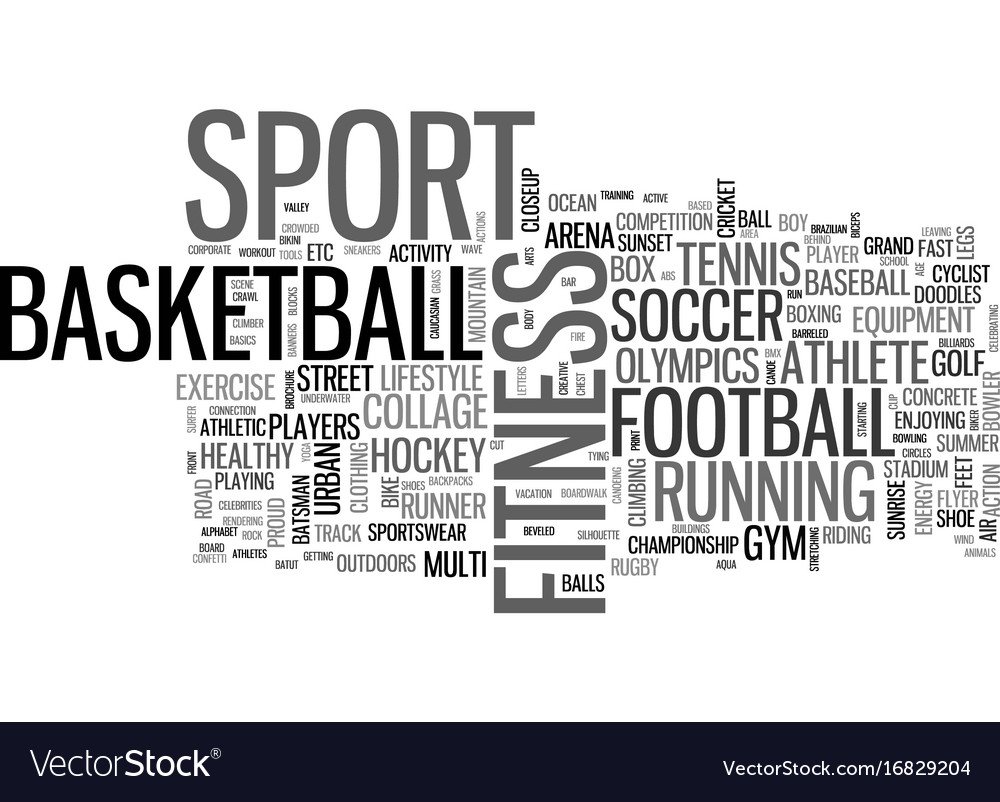 SPORT
BASKETBALL
FITNESS
VALLEY
CROWDED
BIKINI
CORPORATE
WORKOUT
TOOLS
ETC
SNEAKERS
ACTIVITY
WAVE
ACTIONS
CLOSEUP
ARTS
OCEAN
TRAINING
ACTIVE
ARENA
COMPETITION
SUNSET
BASED
CRICKET
BALL
AREA
BOY
BEHIND
BRAZILIAN
BICEPS
PLAYER
GRAND
SCHOOL
LEAVING
FAST
AGE
LEGS
BOX
ABS
TENNIS
BASEBALL
CYCLIST
DOODLES
BAR
SOCCER
RUN
BOXING
BARRELED
EQUIPMENT
CELEBRATING
SCENE
CRAWL
CLIMBER
BASICS
BANNERS
BLOCKS
CAUCASIAN
GRASS
MOUNTAIN
BODY
FIRE
OLYMPICS
BMX
CANOE
ATHLETE
BILLIARDS
GOLF
EXERCISE
BROCHURE
STREET
UNDERWATER
LIFESTYLE
LETTERS
CREATIVE
CHEST
FOOTBALL
STARTING
CLIP
CONCRETE
BIKER
BOWLER
SURFER
CONNECTION
ATHLETIC
PLAYERS
COLLAGE
ENJOYING
BOWLING
SUMMER
CIRCLES
FRONT
HEALTHY
YOGA
HOCKEY
CUT
TYING
PRINT
RUNNING
STADIUM
FEET
ACTION
PLAYING
URBAN
CLOTHING
BIKE
SHOES
BACKPACKS
RUNNER
VACATION
BOARDWALK
CANOEING
CLIMBING
SUNRISE
ENERGY
FLYER
ROAD
CELEBRITIES
RENDERING
PROUD
BATSMAN
SHOE
AIR
ALPHABET
ROCK
TRACK
SPORTSWEAR
BEVELED
SILHOUETTE
BUILDINGS
CHAMPIONSHIP
GYM
STRETCHING
RIDING
WIND
ANIMALS
BOARD
CONFETTI
ATHLETES
BATUT
GETTING
OUTDOORS
MULTI
BALLS
RUGBY
AQUA
VectorStock®
VectorStock.com/16829204